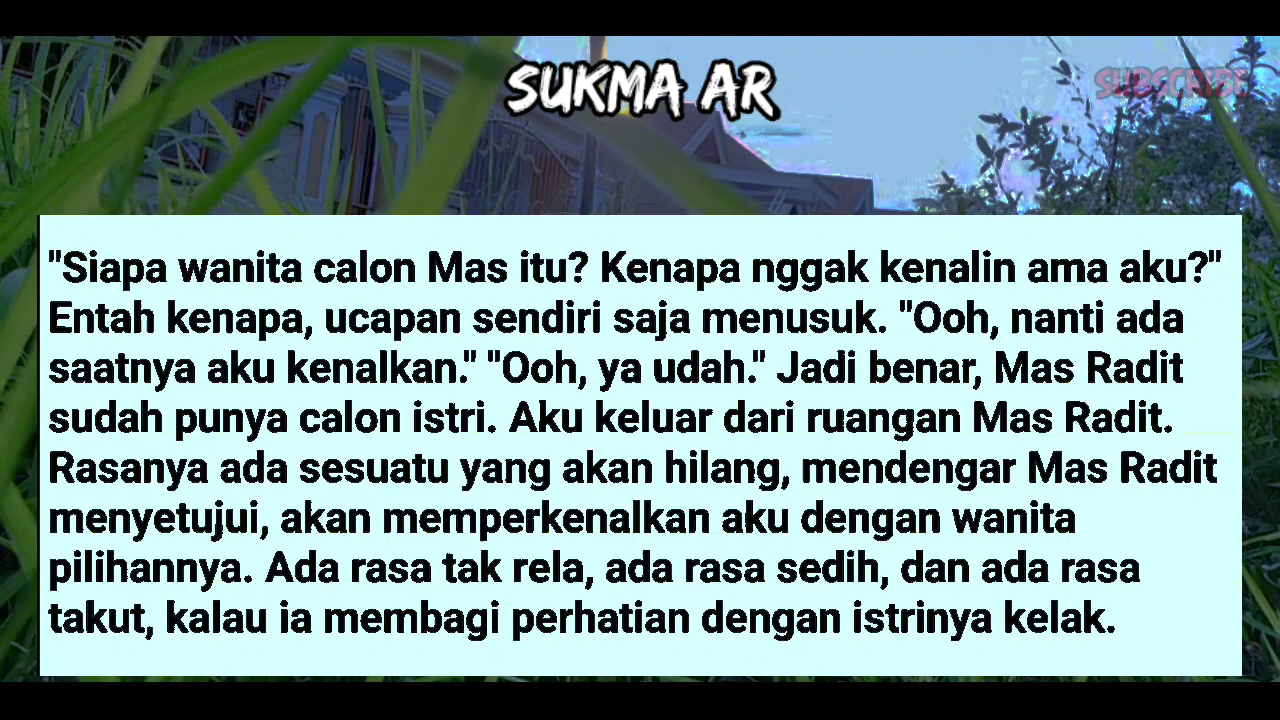 SUKMA AR
SUBSCRIBE
"Siapa wanita calon Mas itu? Kenapa nggak kenalin ama aku?"
Entah kenapa, ucapan sendiri saja menusuk. "Ooh, nanti ada
saatnya aku kenalkan." "Ooh, ya udah." Jadi benar, Mas Radit
sudah punya calon istri. Aku keluar dari ruangan Mas Radit.
Rasanya ada sesuatu yang akan hilang, mendengar Mas Radit
menyetujui, akan memperkenalkan aku dengan wanita
pilihannya. Ada rasa tak rela, ada rasa sedih, dan ada rasa
takut, kalau ia membagi perhatian dengan istrinya kelak.